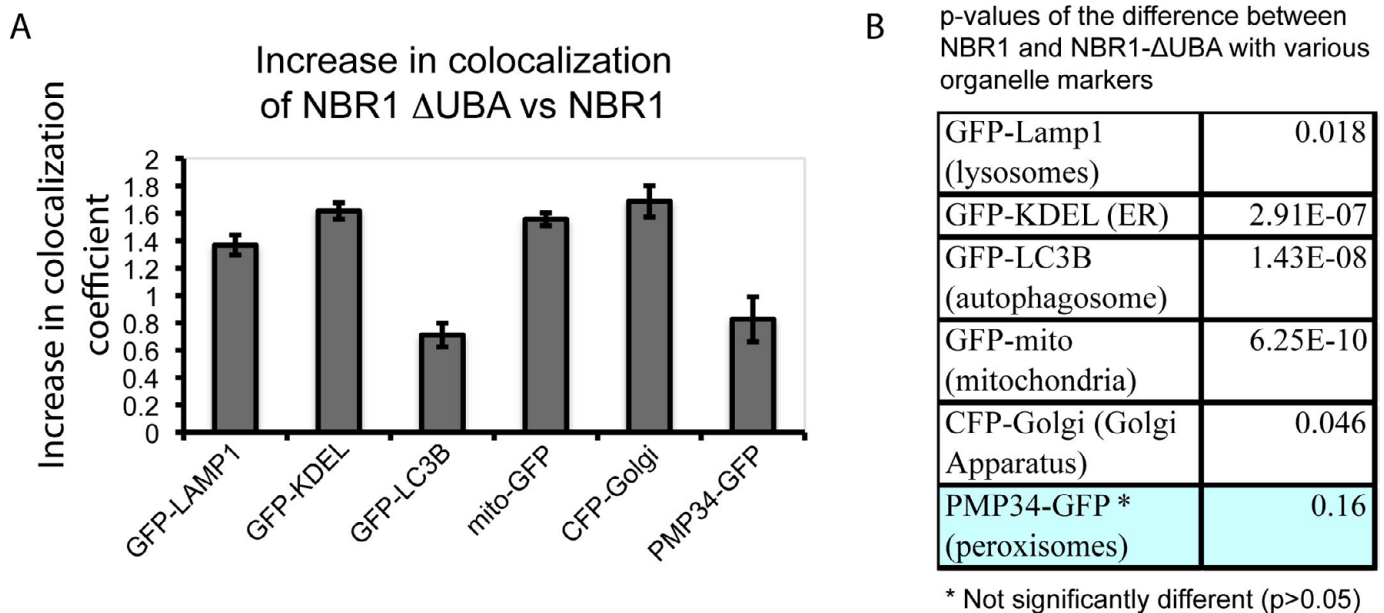 A
Increase in colocalization
of NBR1 ΔUBA vs NBR1
Increase in colocalization
coefficient
2
1.8
1.6
1.4
1.2
1
0.8
0.6
0.4
0.2
0
GFP-LAMP1
GFP-KDEL
GFP-LC3B
mito-GFP
CFP-Golgi
PMP34-GFP
B
p-values of the difference between
NBR1 and NBR1-ΔUBA with various
organelle markers
GFP-Lamp1 0.018
(lysosomes)
GFP-KDEL (ER) 2.91E-07
GFP-LC3B 1.43E-08
(autophagosome)
GFP-mito 6.25E-10
(mitochondria)
CFP-Golgi (Golgi 0.046
Apparatus)
PMP34-GFP * 0.16
(peroxisomes)
* Not significantly different (p>0.05)